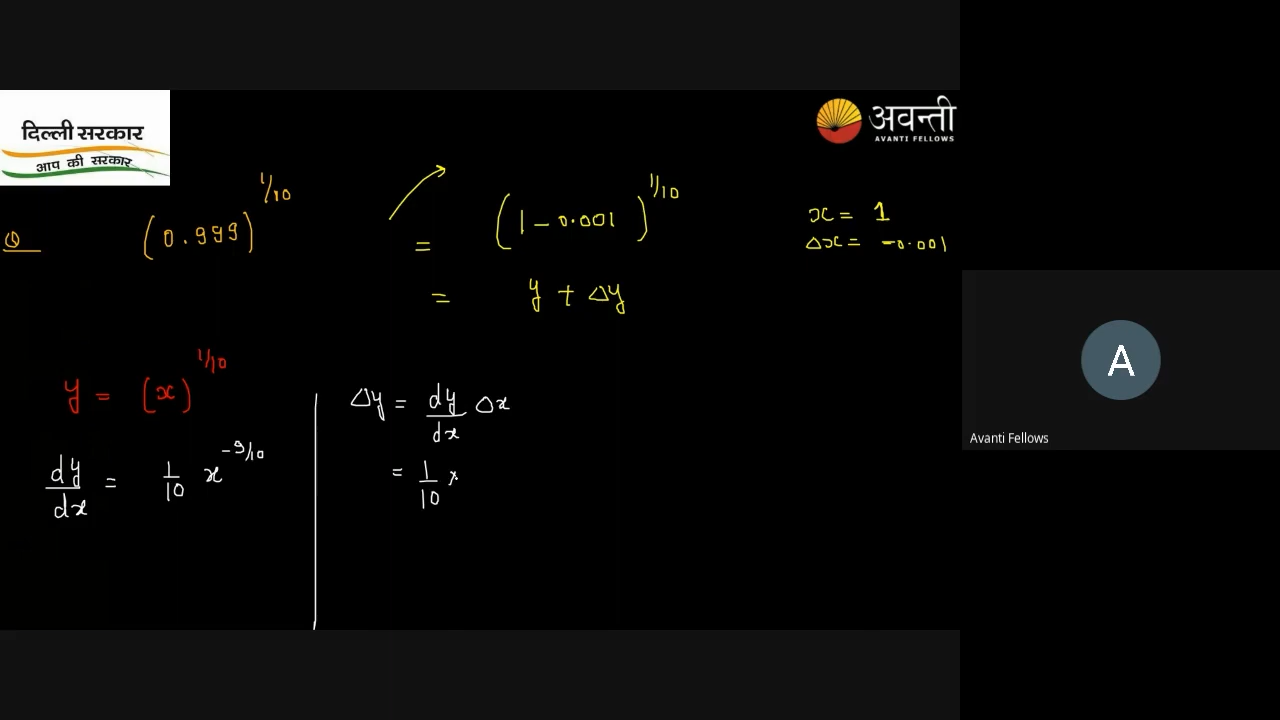 दिल्ली सरकार
आप की सरकार
अवन्ती
AVANTI FELLOWS
Q (0.999)^1/10 = (1 - 0.001)^1/10
x = 1
Δx = -0.001
= y + Δy
y = (x)^1/10
dy/dx = 1/10 x^-9/10
Δy = dy/dx Δx
= 1/10 x
A
Avanti Fellows